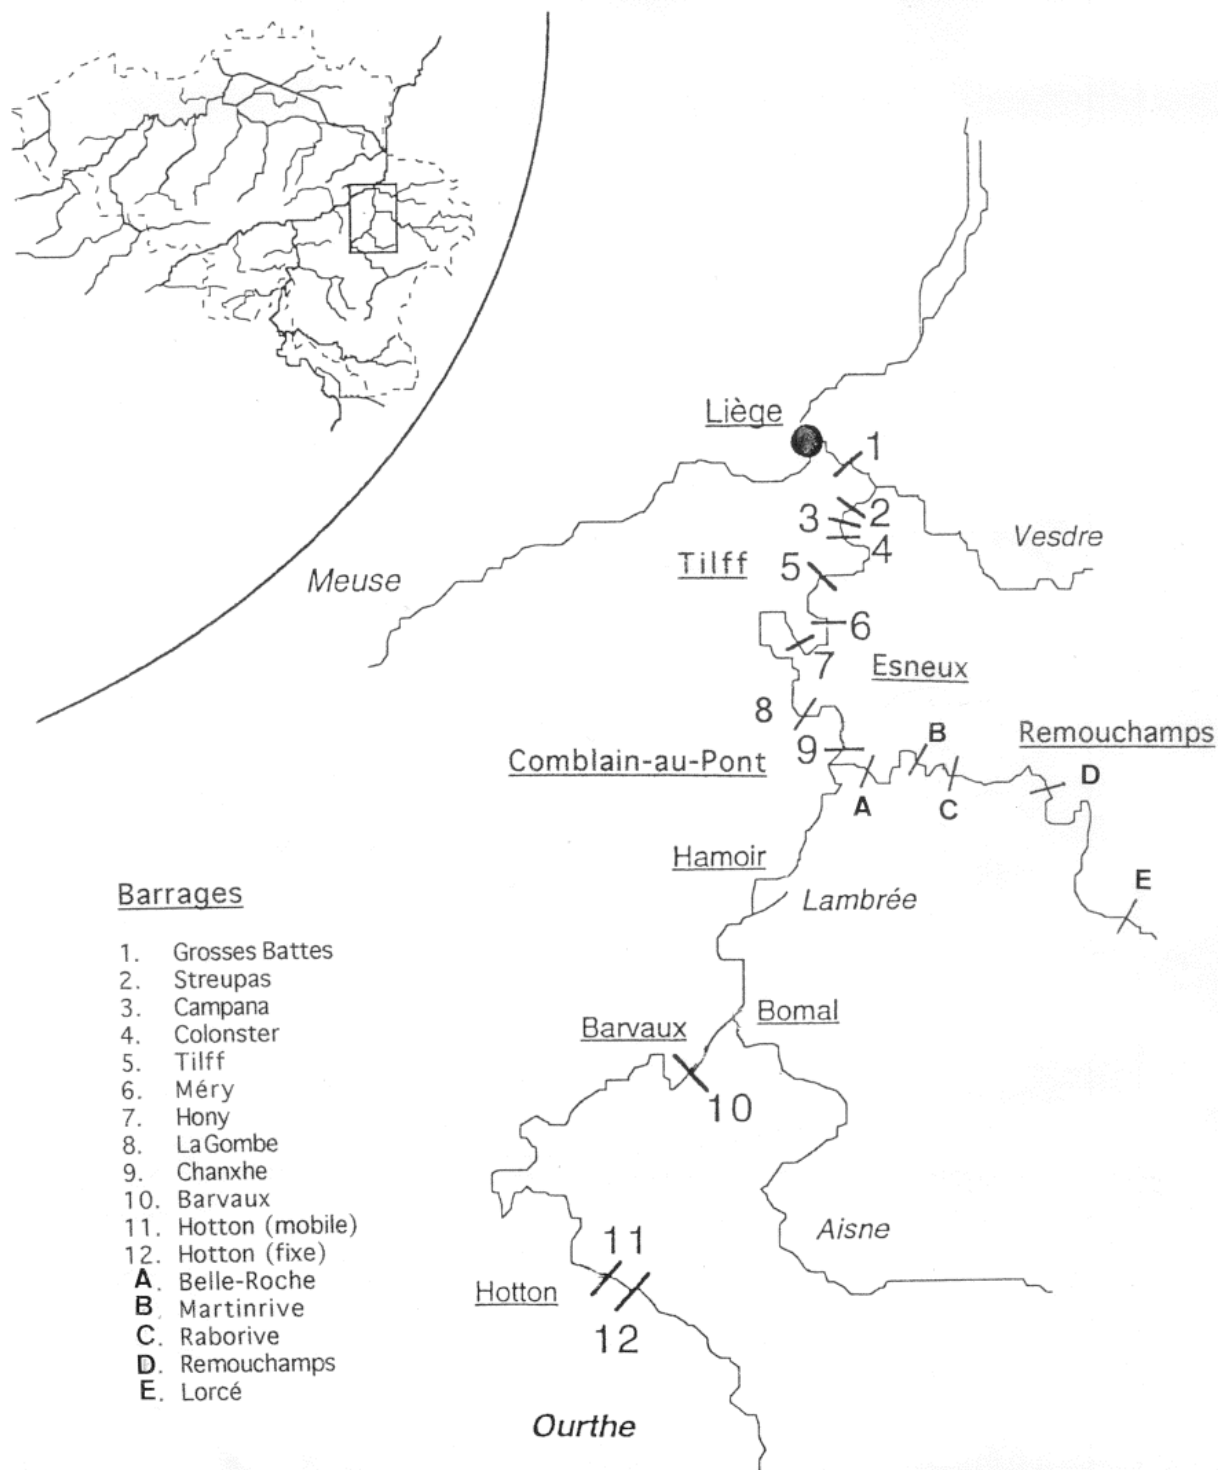 Liège
1
2
3
4
Vesdre
Tilff
5
Meuse
6
7
Esneux
8
B
Remouchamps
9
Comblain-au-Pont
D
A
C
Hamoir
E
Barrages
Lambrée
1. Grosses Battes
2. Streupas
3. Campana
4. Colonster
5. Tilff
6. Méry
7. Hony
8. La Gombe
9. Chanxhe
10. Barvaux
11. Hotton (mobile)
12. Hotton (fixe)
A. Belle-Roche
B. Martinrive
C. Raborive
D. Remouchamps
E. Lorcé
Bomal
Barvaux
10
Aisne
11
Hotton
12
Ourthe